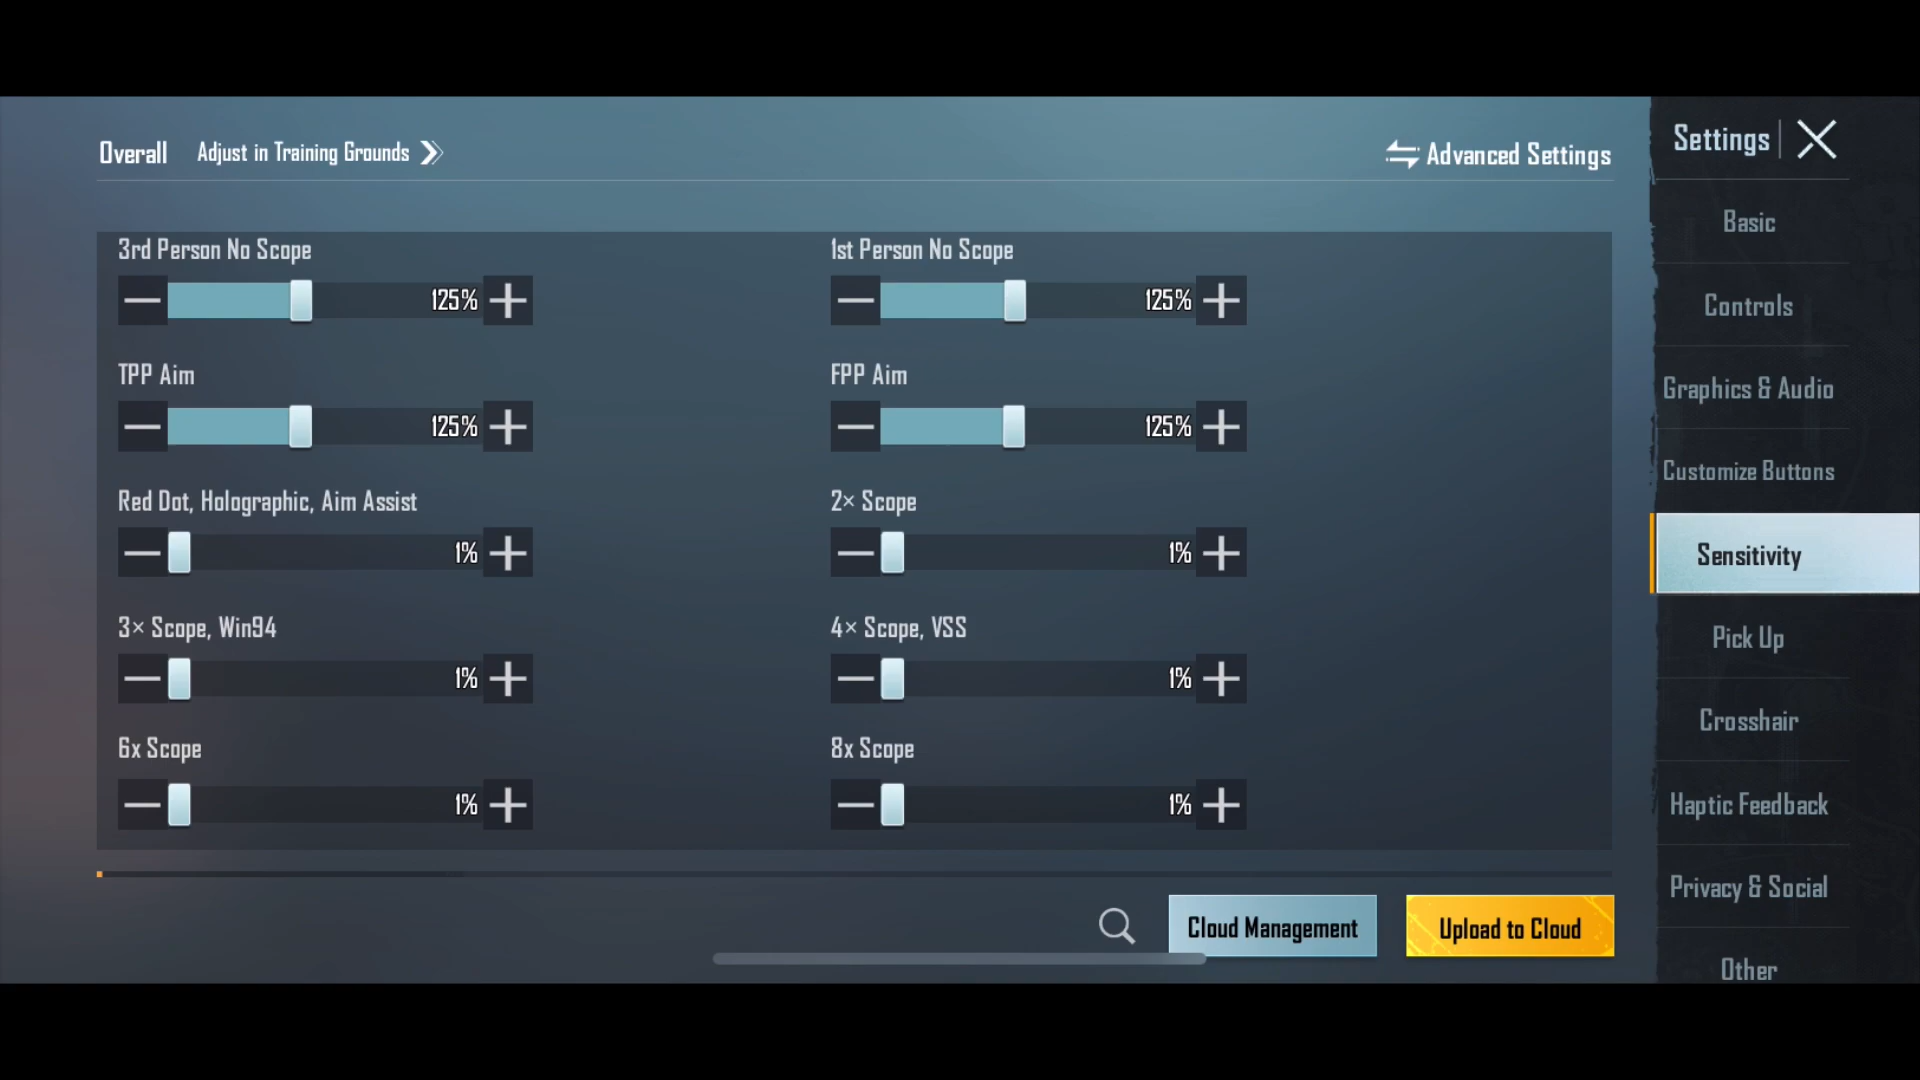 Overall Adjust in Training Grounds
Advanced Settings
3rd Person No Scope
125%
1st Person No Scope
125%
TPP Aim
125%
FPP Aim
125%
Red Dot, Holographic, Aim Assist
1%
2× Scope
1%
3× Scope, Win94
1%
4× Scope, VSS
1%
6x Scope
1%
8x Scope
1%
Cloud Management
Upload to Cloud
Settings
Basic
Controls
Graphics & Audio
Customize Buttons
Sensitivity
Pick Up
Crosshair
Haptic Feedback
Privacy & Social
Other